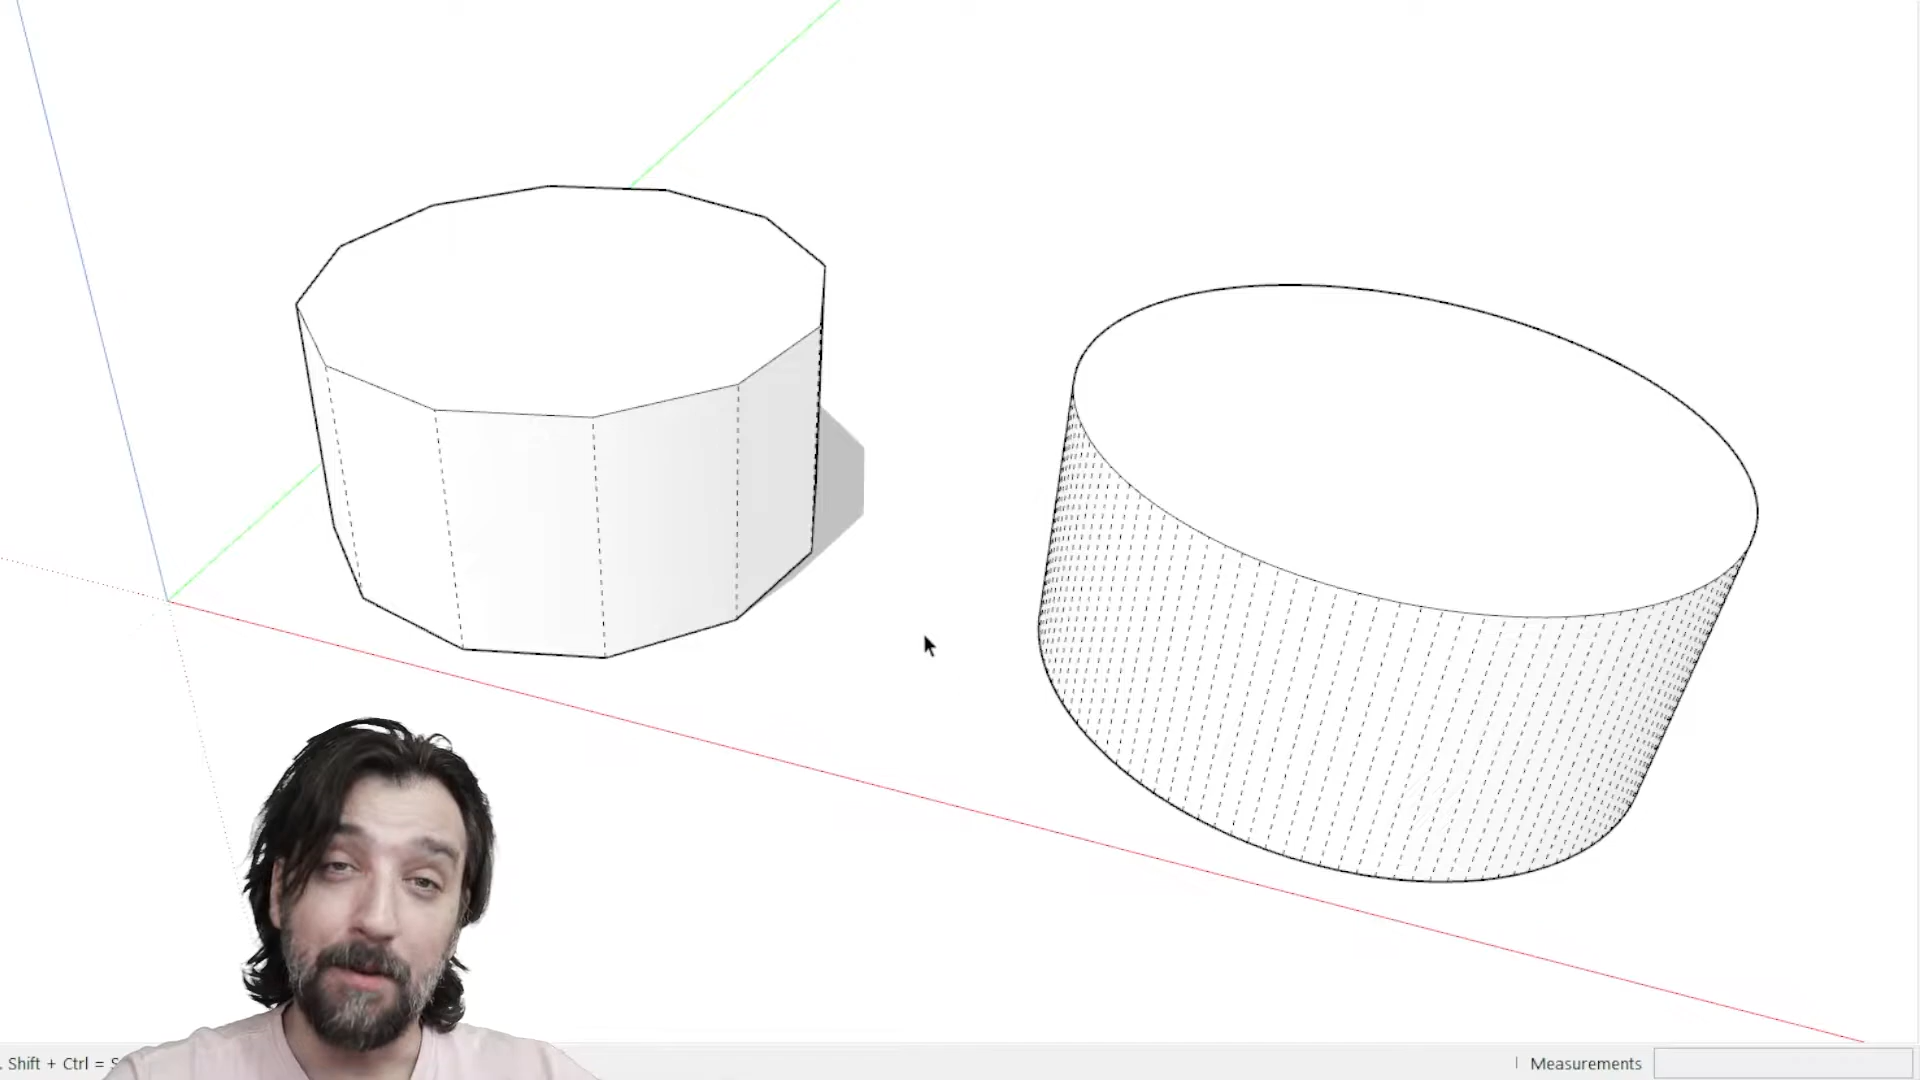 . Shift + Ctrl =
Measurements